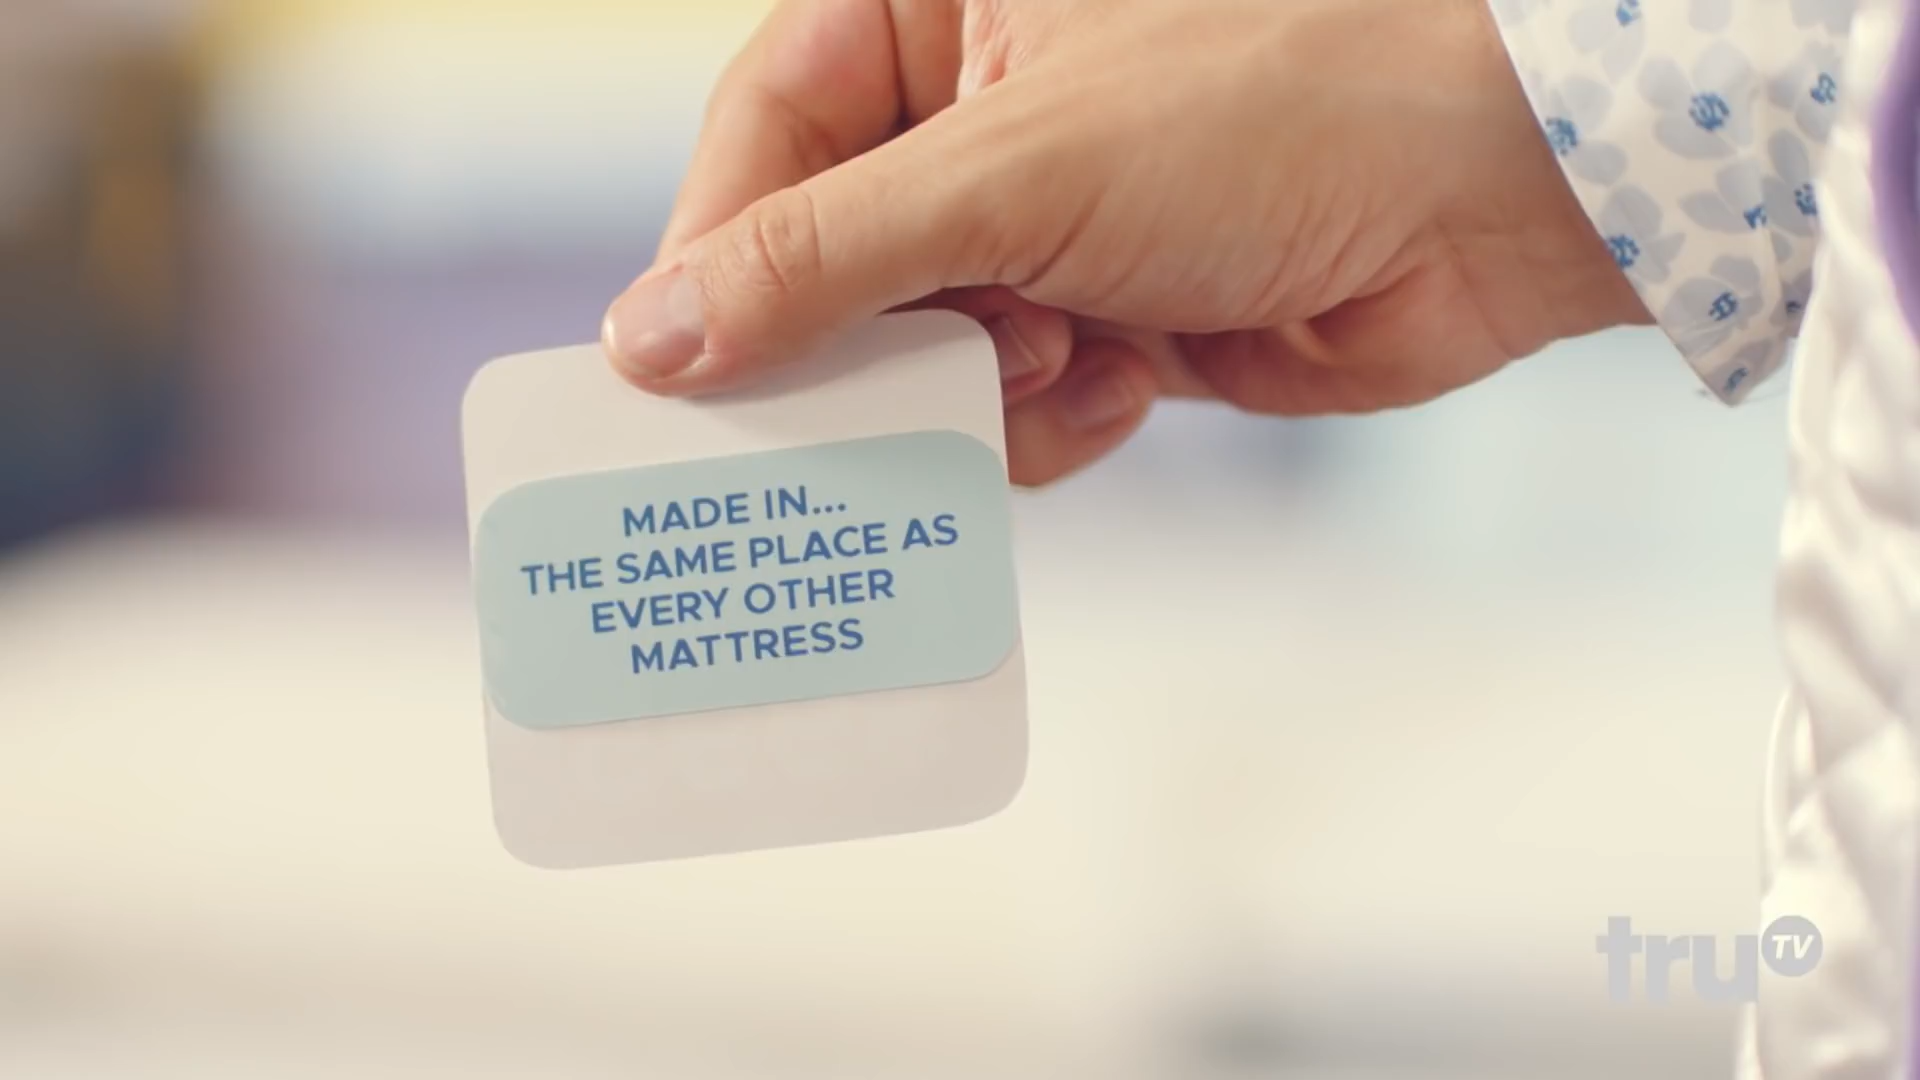 MADE IN...
THE SAME PLACE AS
EVERY OTHER
MATTRESS
truTV